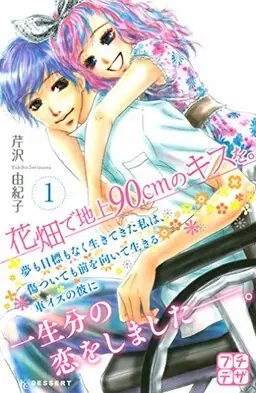 芹沢
由紀子
Yukiko Serizawa
1
花畑で地上90cmのキスを。
夢も目標もなく生きてきた私は、
傷ついても前を向いて生きる
車イスの彼に
一生分の
恋をしました——。
プチ
デザ
DESSERT